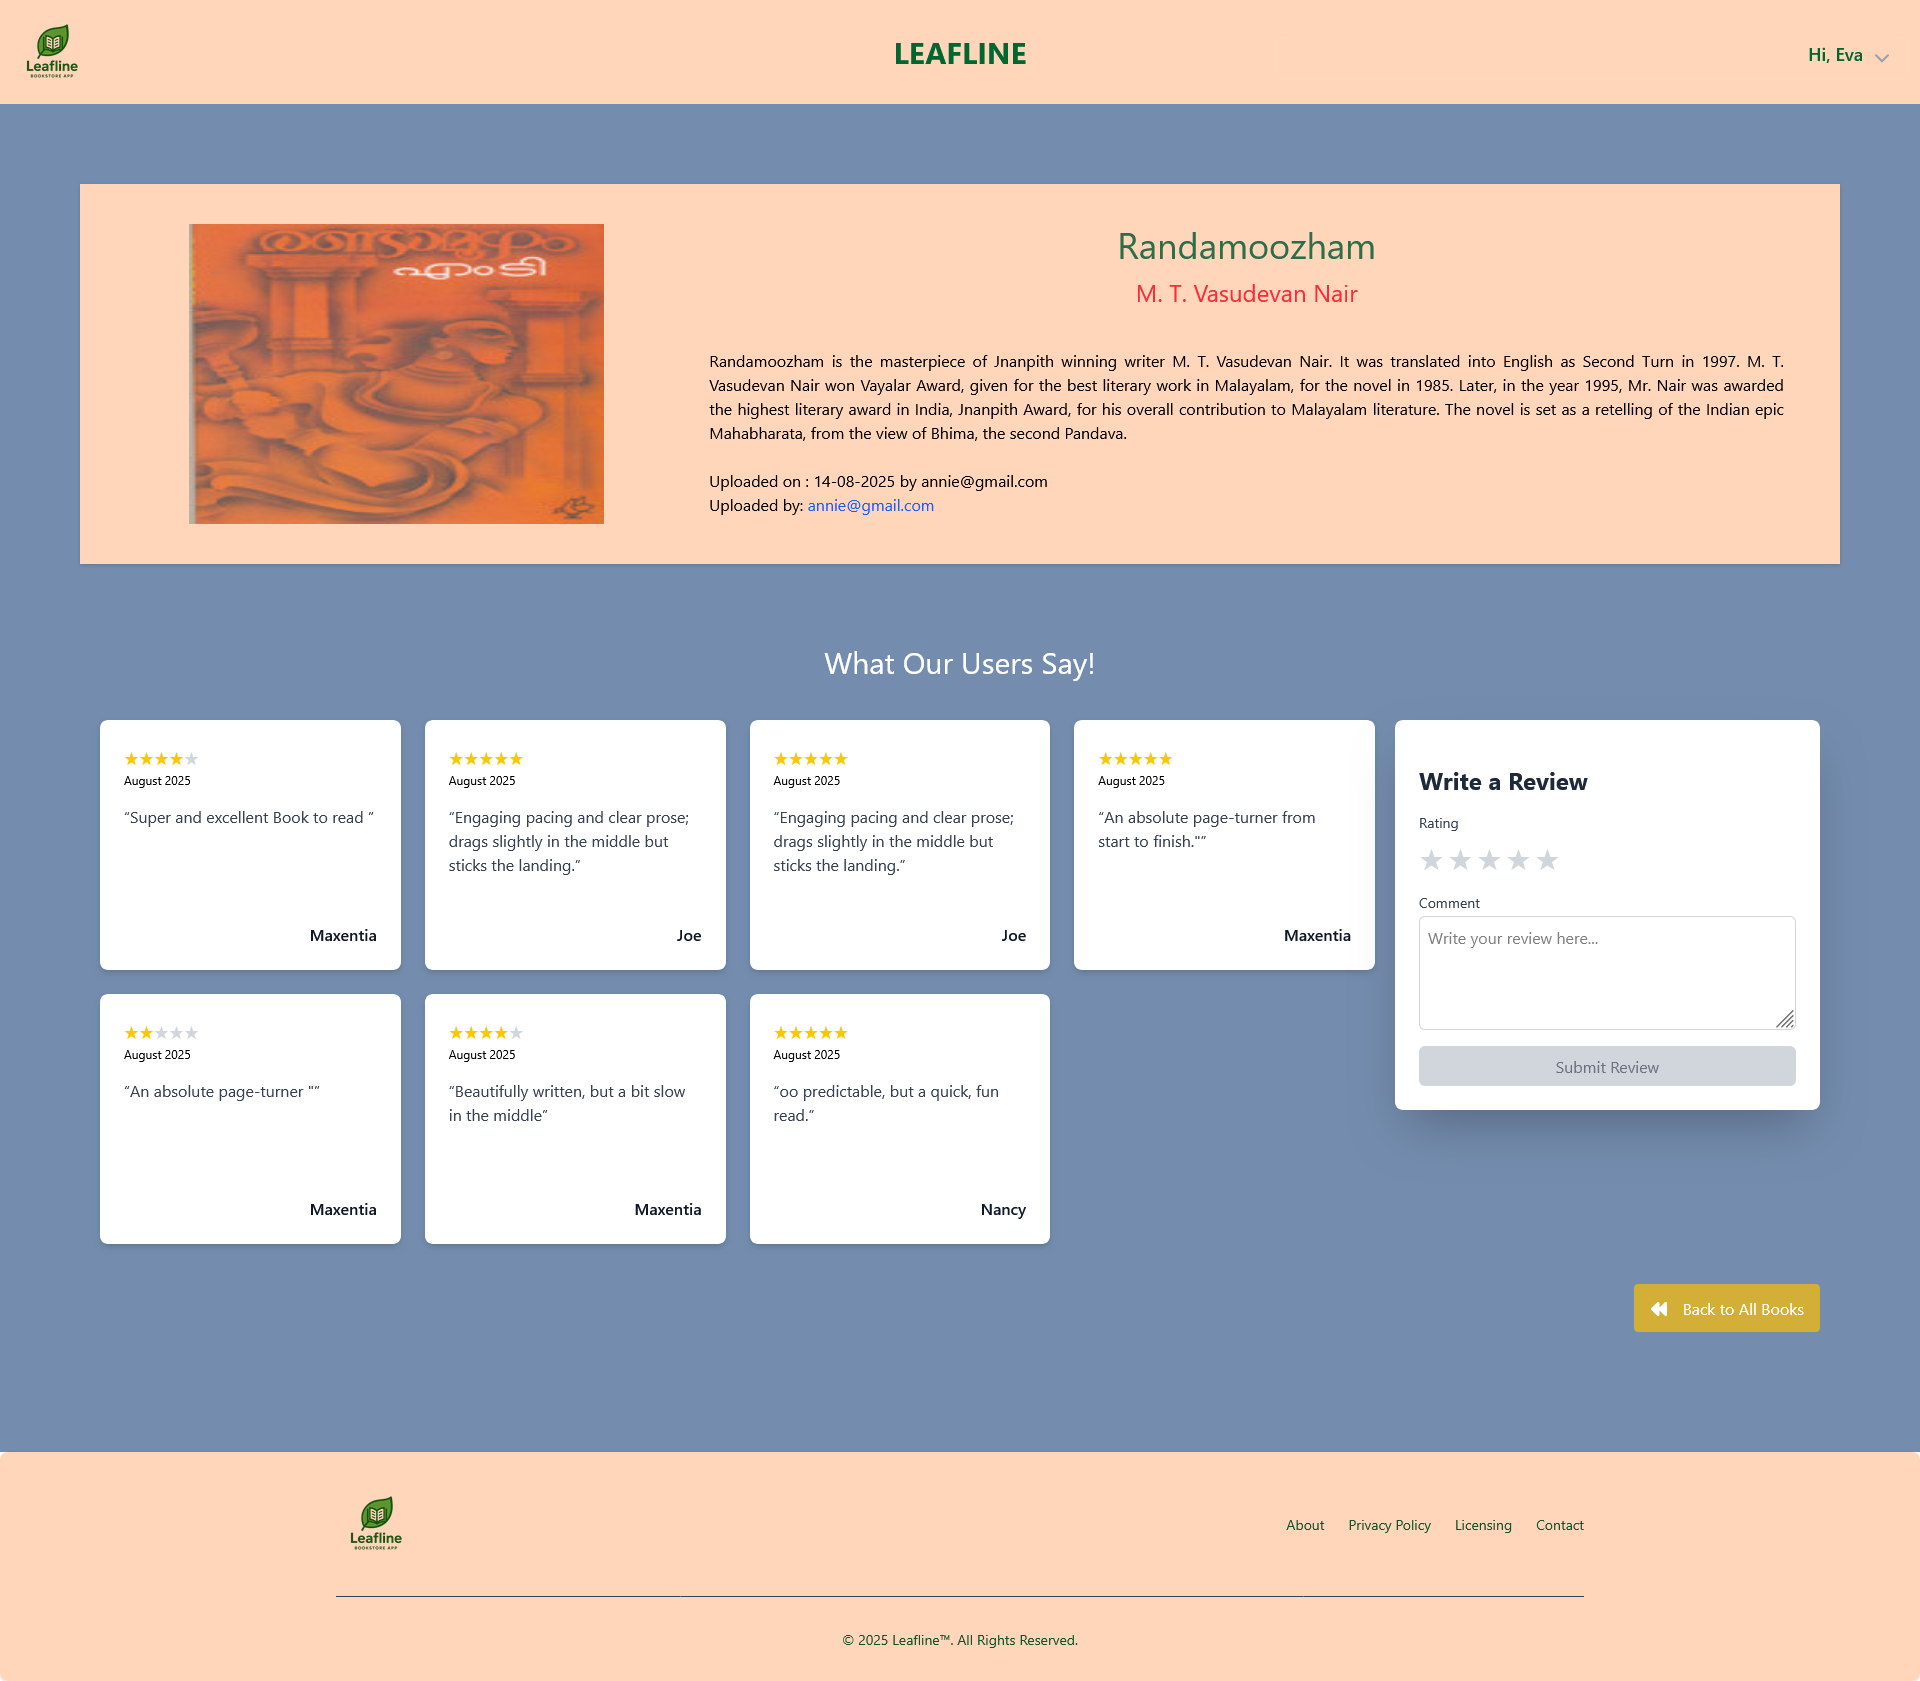 Leafline
BOOKSTORE APP
LEAFLINE
Hi, Eva
രണ്ടാമൂഴം
എംടി
Randamoozham
M. T. Vasudevan Nair
Randamoozham is the masterpiece of Jnanpith winning writer M. T. Vasudevan Nair. It was translated into English as Second Turn in 1997. M. T.
Vasudevan Nair won Vayalar Award, given for the best literary work in Malayalam, for the novel in 1985. Later, in the year 1995, Mr. Nair was awarded
the highest literary award in India, Jnanpith Award, for his overall contribution to Malayalam literature. The novel is set as a retelling of the Indian epic
Mahabharata, from the view of Bhima, the second Pandava.
Uploaded on : 14-08-2025 by annie@gmail.com
Uploaded by: annie@gmail.com
What Our Users Say!
August 2025
“Super and excellent Book to read ”
Maxentia
August 2025
“Engaging pacing and clear prose;
drags slightly in the middle but
sticks the landing.”
Joe
August 2025
“Engaging pacing and clear prose;
drags slightly in the middle but
sticks the landing.”
Joe
August 2025
“An absolute page-turner from
start to finish."”
Maxentia
Write a Review
Rating
Comment
Write your review here...
Submit Review
August 2025
“An absolute page-turner "”
Maxentia
August 2025
“Beautifully written, but a bit slow
in the middle”
Maxentia
August 2025
“oo predictable, but a quick, fun
read.”
Nancy
Back to All Books
Leafline
BOOKSTORE APP
About
Privacy Policy
Licensing
Contact
© 2025 Leafline™. All Rights Reserved.